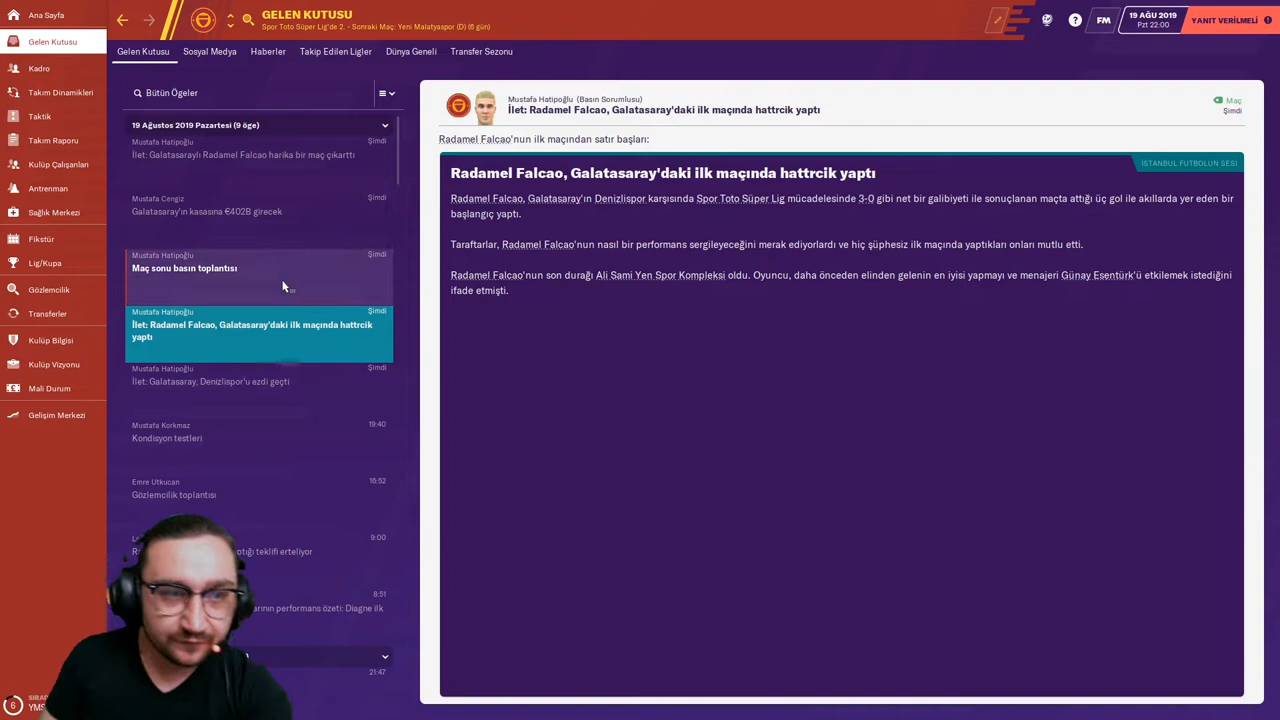 Ana Sayfa
Gelen Kutusu
Kadro
Takım Dinamikleri
Taktik
Takım Raporu
Kulüp Çalışanları
Antrenman
Sağlık Merkezi
Fikstür
Lig/Kupa
Gözlemcilik
Transferler
Kulüp Bilgisi
Kulüp Vizyonu
Mali Durum
Gelişim Merkezi
6
GELEN KUTUSU
Spor Toto Süper Lig'de 2. - Sonraki Maç: Yeni Malatyaspor (D) (6 gün)
FM
19 AĞU 2019
Pzt 22:00
YANIT VERİLMELİ
Gelen Kutusu Sosyal Medya Haberler Takip Edilen Ligler Dünya Geneli Transfer Sezonu
Bütün Ögeler
19 Ağustos 2019 Pazartesi (9 öge)
Mustafa Hatipoğlu Şimdi
İlet: Galatasaraylı Radamel Falcao harika bir maç çıkarttı
Mustafa Cengiz Şimdi
Galatasaray'ın kasasına €402B girecek
Mustafa Hatipoğlu Şimdi
Maç sonu basın toplantısı
Mustafa Hatipoğlu Şimdi
İlet: Radamel Falcao, Galatasaray'daki ilk maçında hattrcik
yaptı
Mustafa Hatipoğlu Şimdi
İlet: Galatasaray, Denizlispor'u ezdi geçti
Mustafa Korkmaz 19:40
Kondisyon testleri
Emre Utkucan 16:52
Gözlemcilik toplantısı
9:00
teklifi erteliyor
8:51
performans özeti: Diagne ilk
21:47
Mustafa Hatipoğlu (Basın Sorumlusu)
İlet: Radamel Falcao, Galatasaray'daki ilk maçında hattrcik yaptı
Maç
Şimdi
Radamel Falcao'nun ilk maçından satır başları:
İSTANBUL FUTBOLUN SESİ
Radamel Falcao, Galatasaray'daki ilk maçında hattrcik yaptı
Radamel Falcao, Galatasaray'ın Denizlispor karşısında Spor Toto Süper Lig mücadelesinde 3-0 gibi net bir galibiyeti ile sonuçlanan maçta attığı üç gol ile akıllarda yer eden bir
başlangıç yaptı.
Taraftarlar, Radamel Falcao'nun nasıl bir performans sergileyeceğini merak ediyorlardı ve hiç şüphesiz ilk maçında yaptıkları onları mutlu etti.
Radamel Falcao'nun son durağı Ali Sami Yen Spor Kompleksi oldu. Oyuncu, daha önceden elinden gelenin en iyisi yapmayı ve menajeri Günay Esentürk'ü etkilemek istediğini
ifade etmişti.